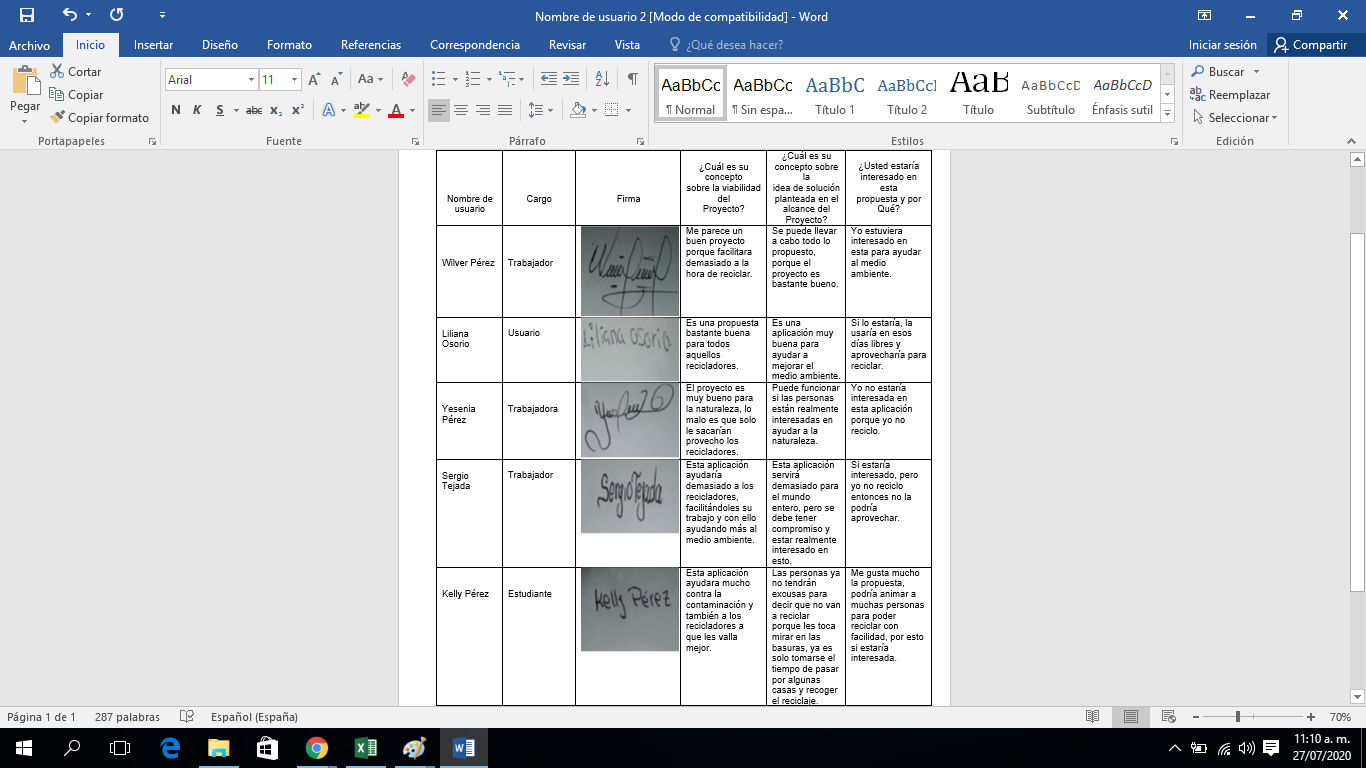 Nombre de usuario 2 [Modo de compatibilidad] - Word
Archivo Inicio Insertar Diseño Formato Referencias Correspondencia Revisar Vista ¿Qué desea hacer? Iniciar sesión Compartir
Pegar
Cortar
Copiar
Copiar formato
Portapapeles
Arial 11
N K S abc x₂ x²
Fuente
Párrafo
AaBbCc AaBbCc AaBbC AaBbCc AaB AaBbCcD AaBbCcD
¶ Normal ¶ Sin espa... Título 1 Título 2 Título Subtítulo Énfasis sutil
Estilos
Buscar
Reemplazar
Seleccionar
Edición
Nombre de
usuario
Cargo
Firma
¿Cuál es su
concepto
sobre la viabilidad
del
Proyecto?
¿Cuál es su
concepto sobre
la
idea de solución
planteada en el
alcance del
Proyecto?
¿Usted estaría
interesado en
esta
propuesta y por
Qué?
Wilver Pérez
Trabajador
Me parece un
buen proyecto
porque facilitara
demasiado a la
hora de reciclar.
Se puede llevar
a cabo todo lo
propuesto,
porque el
proyecto es
bastante bueno.
Yo estuviera
interesado en
esta para ayudar
al medio
ambiente.
Liliana
Osorio
Usuario
Liliana Osorio
Es una propuesta
bastante buena
para todos
aquellos
recicladores.
Es una
aplicación muy
buena para
ayudar a
mejorar el
medio ambiente.
Si lo estaría, la
usaría en esos
días libres y
aprovecharía para
reciclar.
Yesenia
Pérez
Trabajadora
El proyecto es
muy bueno para
la naturaleza, lo
malo es que solo
le sacarían
provecho los
recicladores.
Puede funcionar
si las personas
están realmente
interesadas en
ayudar a la
naturaleza.
Yo no estaría
interesada en
esta aplicación
porque yo no
reciclo.
Sergio
Tejada
Trabajador
Sergio Tejada
Esta aplicación
ayudaría
demasiado a los
recicladores,
facilitándoles su
trabajo y con ello
ayudando más al
medio ambiente.
Esta aplicación
servirá
demasiado para
el mundo
entero, pero se
debe tener
compromiso y
estar realmente
interesado en
esto.
Si estaría
interesado, pero
yo no reciclo
entonces no la
podría
aprovechar.
Kelly Pérez
Estudiante
Kelly Pérez
Esta aplicación
ayudara mucho
contra la
contaminación y
también a los
recicladores a
que les valla
mejor.
Las personas ya
no tendrán
excusas para
decir que no van
a reciclar
porque les toca
mirar en las
basuras, ya es
solo tomarse el
tiempo de pasar
por algunas
casas y recoger
el reciclaje.
Me gusta mucho
la propuesta,
podría animar a
muchas personas
para poder
reciclar con
facilidad, por esto
si estaría
interesada.
Página 1 de 1 287 palabras Español (España) 70%
11:10 a. m.
27/07/2020